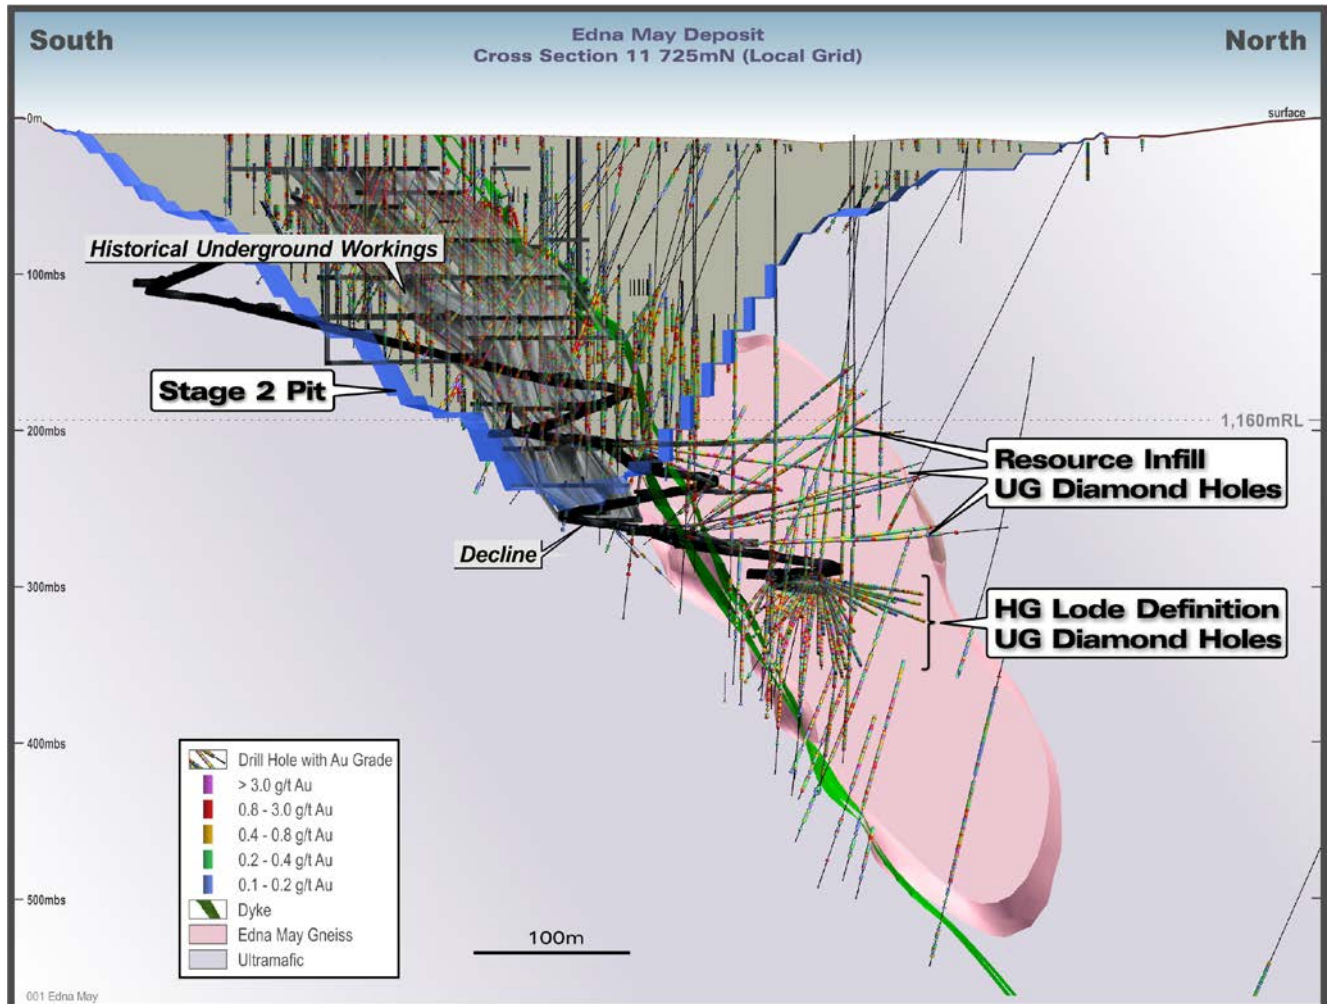 South
Edna May Deposit
Cross Section 11 725mN (Local Grid)
North
0m
surface
Historical Underground Workings
100mbs
Stage 2 Pit
1,160mRL
200mbs
Resource Infill
UG Diamond Holes
Decline
300mbs
HG Lode Definition
UG Diamond Holes
400mbs
Drill Hole with Au Grade
> 3.0 g/t Au
0.8 - 3.0 g/t Au
0.4 - 0.8 g/t Au
0.2 - 0.4 g/t Au
0.1 - 0.2 g/t Au
500mbs
Dyke
Edna May Gneiss
Ultramafic
100m
001 Edna May